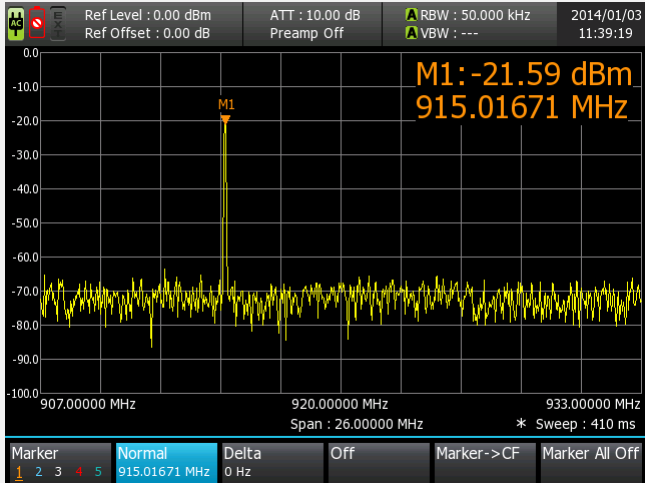 AC EXT Ref Level : 0.00 dBm ATT : 10.00 dB A RBW : 50.000 kHz 2014/01/03
Ref Offset : 0.00 dB Preamp Off A VBW : --- 11:39:19
0.0
M1:-21.59 dBm
915.01671 MHz
-10.0
M1
-20.0
-30.0
-40.0
-50.0
-60.0
-70.0
-80.0
-90.0
-100.0
907.00000 MHz 920.00000 MHz 933.00000 MHz
Span : 26.00000 MHz * Sweep : 410 ms
Marker Normal Delta Off Marker->CF Marker All Off
1 2 3 4 5 915.01671 MHz 0 Hz